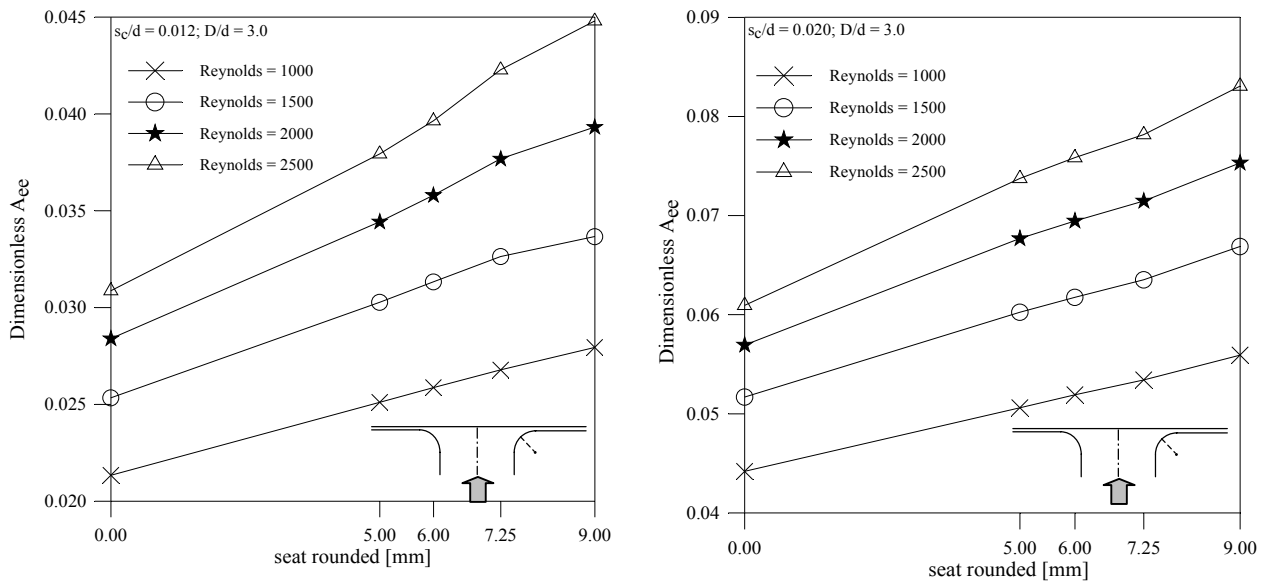 s_c/d = 0.012; D/d = 3.0
Reynolds = 1000
Reynolds = 1500
Reynolds = 2000
Reynolds = 2500
Dimensionless A_ee
0.045
0.040
0.035
0.030
0.025
0.020
0.00 5.00 6.00 7.25 9.00
seat rounded [mm]
s_c/d = 0.020; D/d = 3.0
Reynolds = 1000
Reynolds = 1500
Reynolds = 2000
Reynolds = 2500
Dimensionless A_ee
0.09
0.08
0.07
0.06
0.05
0.04
0.00 5.00 6.00 7.25 9.00
seat rounded [mm]